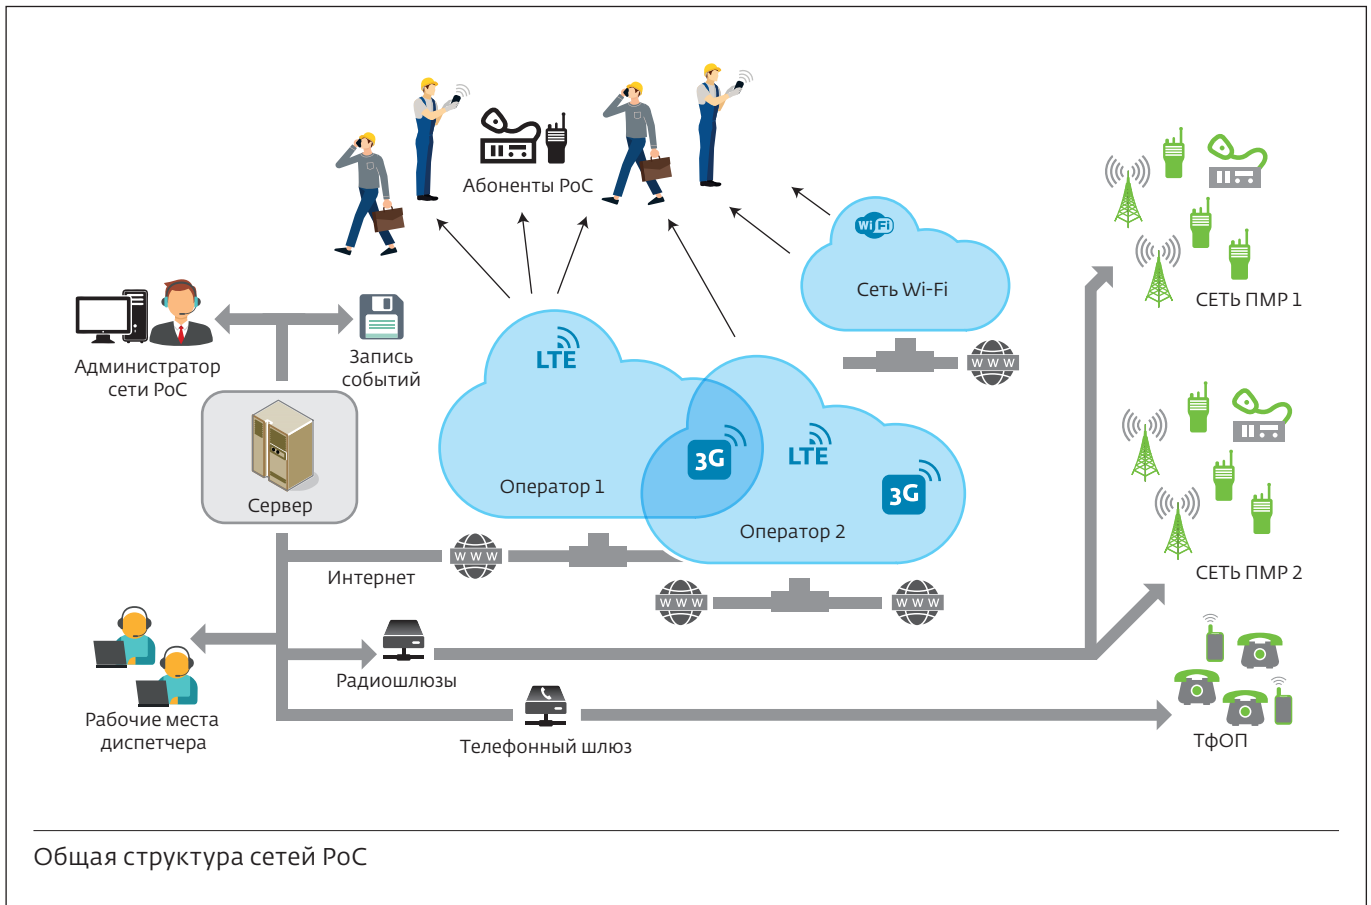 Абоненты PoC
Wi Fi
Сеть Wi-Fi
СЕТЬ ПМР 1
Администратор
сети PoC
Запись
событий
LTE
WWW
3G
LTE
3G
Оператор 1
Сервер
Оператор 2
WWW
Интернет
СЕТЬ ПМР 2
WWW
WWW
Радиошлюзы
Рабочие места
диспетчера
Телефонный шлюз
ТфОП
Общая структура сетей PoC